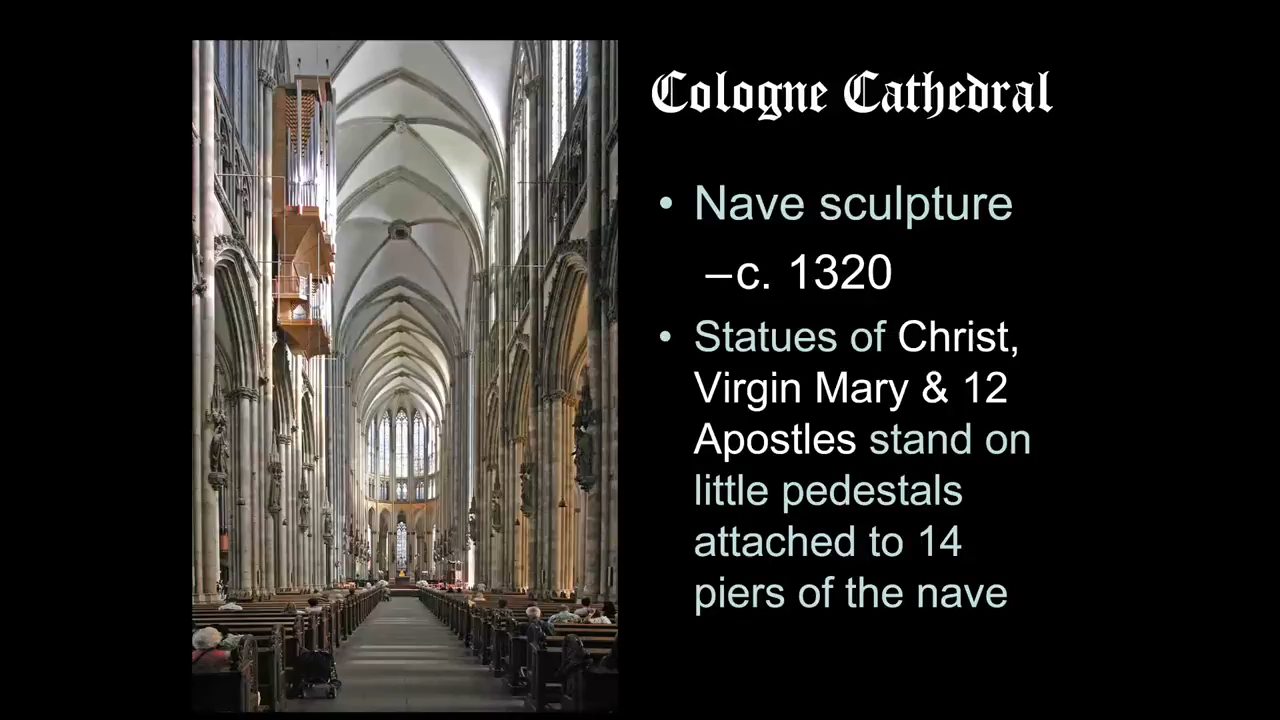 Cologne Cathedral
• Nave sculpture
–c. 1320
• Statues of Christ,
Virgin Mary & 12
Apostles stand on
little pedestals
attached to 14
piers of the nave